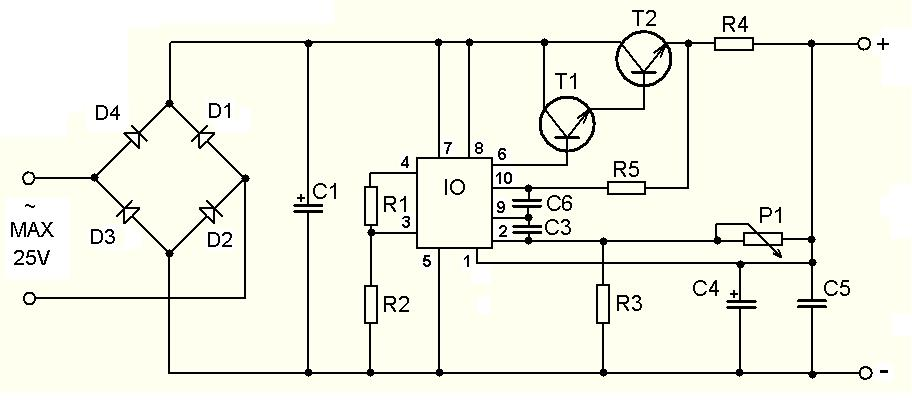 T2
R4
+
T1
D4
D1
7
8
6
4
10
R5
IO
C1
+
R1
9
C6
~
MAX
25V
3
2
C3
P1
D3
D2
5
1
R2
R3
C4
+
C5
-